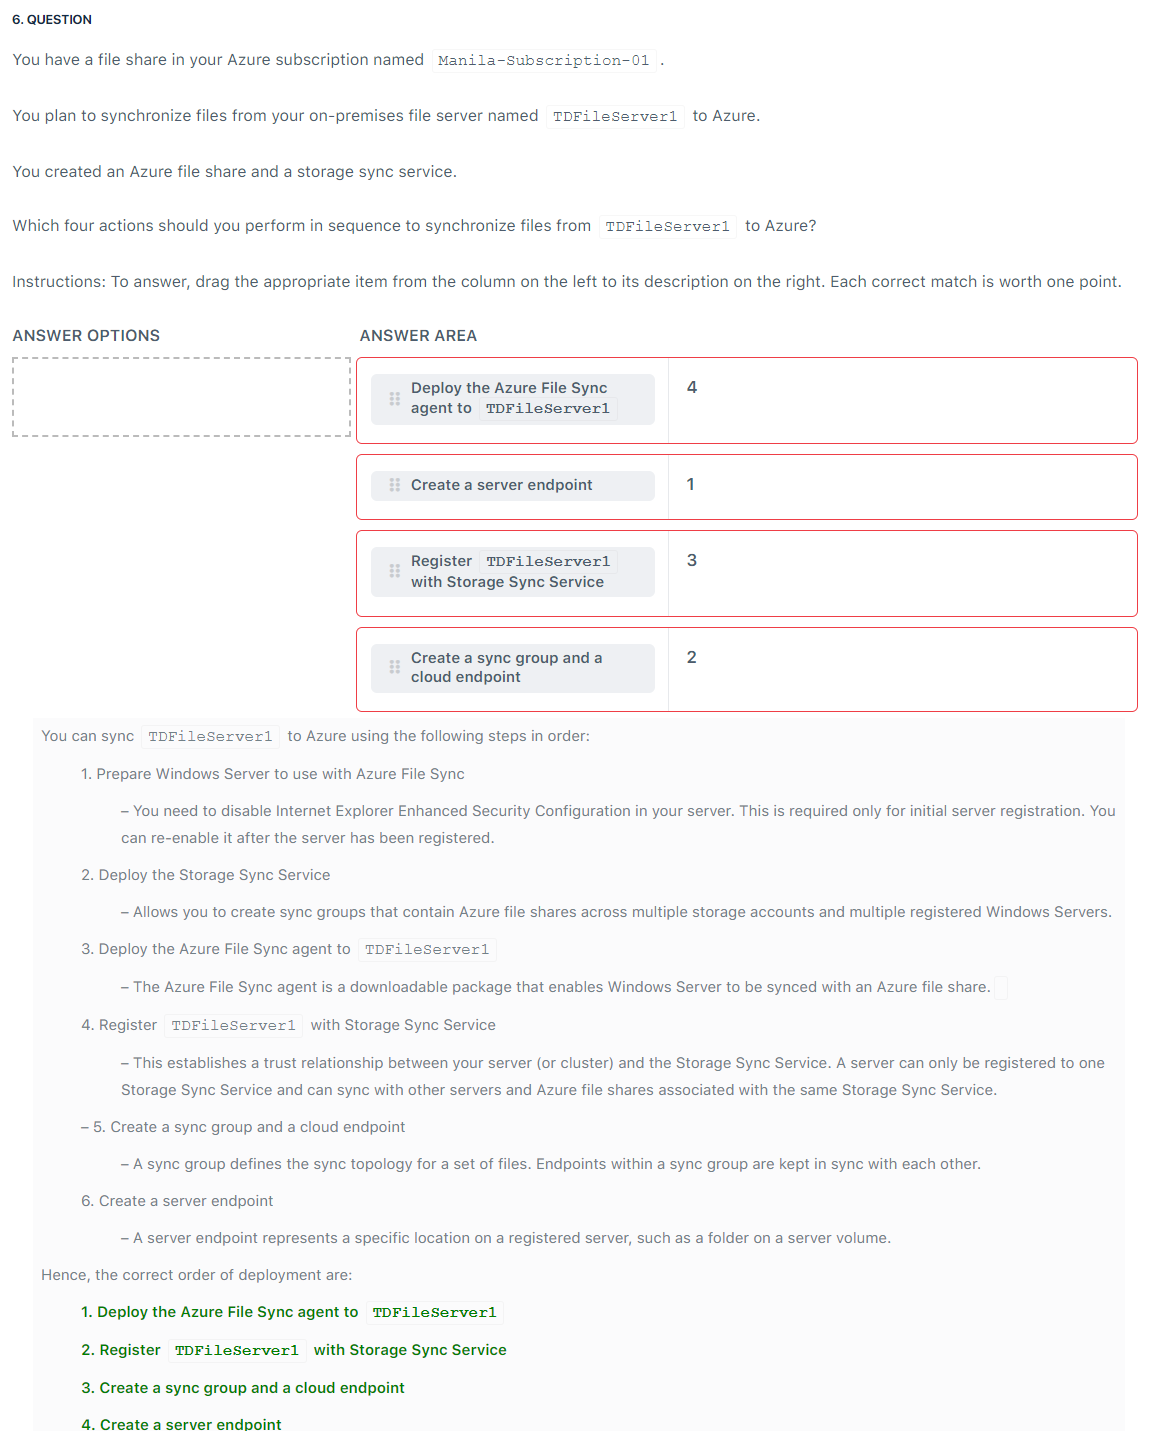 6. QUESTION
You have a file share in your Azure subscription named Manila-Subscription-01 .
You plan to synchronize files from your on-premises file server named TDFileServer1 to Azure.
You created an Azure file share and a storage sync service.
Which four actions should you perform in sequence to synchronize files from TDFileServer1 to Azure?
Instructions: To answer, drag the appropriate item from the column on the left to its description on the right. Each correct match is worth one point.
ANSWER OPTIONS
ANSWER AREA
Deploy the Azure File Sync
agent to TDFileServer1
4
Create a server endpoint
1
Register TDFileServer1
with Storage Sync Service
3
Create a sync group and a
cloud endpoint
2
You can sync TDFileServer1 to Azure using the following steps in order:
1. Prepare Windows Server to use with Azure File Sync
– You need to disable Internet Explorer Enhanced Security Configuration in your server. This is required only for initial server registration. You
can re-enable it after the server has been registered.
2. Deploy the Storage Sync Service
– Allows you to create sync groups that contain Azure file shares across multiple storage accounts and multiple registered Windows Servers.
3. Deploy the Azure File Sync agent to TDFileServer1
– The Azure File Sync agent is a downloadable package that enables Windows Server to be synced with an Azure file share.
4. Register TDFileServer1 with Storage Sync Service
– This establishes a trust relationship between your server (or cluster) and the Storage Sync Service. A server can only be registered to one
Storage Sync Service and can sync with other servers and Azure file shares associated with the same Storage Sync Service.
– 5. Create a sync group and a cloud endpoint
– A sync group defines the sync topology for a set of files. Endpoints within a sync group are kept in sync with each other.
6. Create a server endpoint
– A server endpoint represents a specific location on a registered server, such as a folder on a server volume.
Hence, the correct order of deployment are:
1. Deploy the Azure File Sync agent to TDFileServer1
2. Register TDFileServer1 with Storage Sync Service
3. Create a sync group and a cloud endpoint
4. Create a server endpoint